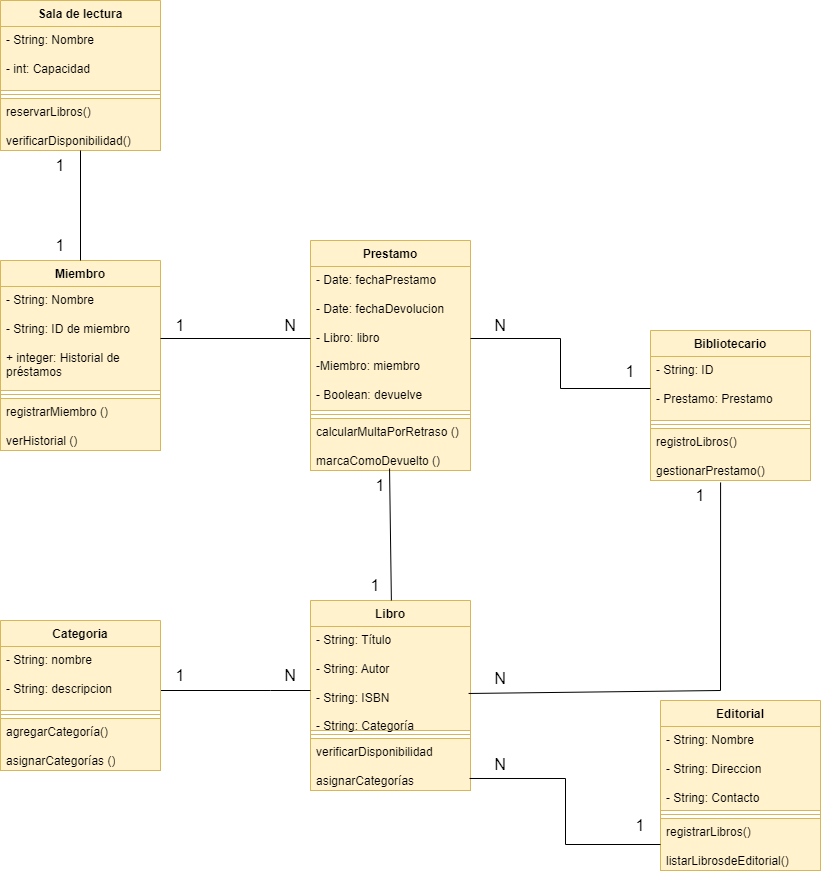 Sala de lectura
- String: Nombre
- int: Capacidad
reservarLibros()
verificarDisponibilidad()
1
1
Miembro
- String: Nombre
- String: ID de miembro
+ integer: Historial de
préstamos
registrarMiembro ()
verHistorial ()
1
N
Prestamo
- Date: fechaPrestamo
- Date: fechaDevolucion
- Libro: libro
-Miembro: miembro
- Boolean: devuelve
calcularMultaPorRetraso ()
marcaComoDevuelto ()
N
1
Bibliotecario
- String: ID
- Prestamo: Prestamo
registroLibros()
gestionarPrestamo()
1
1
1
Categoria
- String: nombre
- String: descripcion
agregarCategoría()
asignarCategorías ()
1
N
Libro
- String: Título
- String: Autor
- String: ISBN
- String: Categoría
verificarDisponibilidad
asignarCategorías
N
N
1
Editorial
- String: Nombre
- String: Direccion
- String: Contacto
registrarLibros()
listarLibrosdeEditorial()